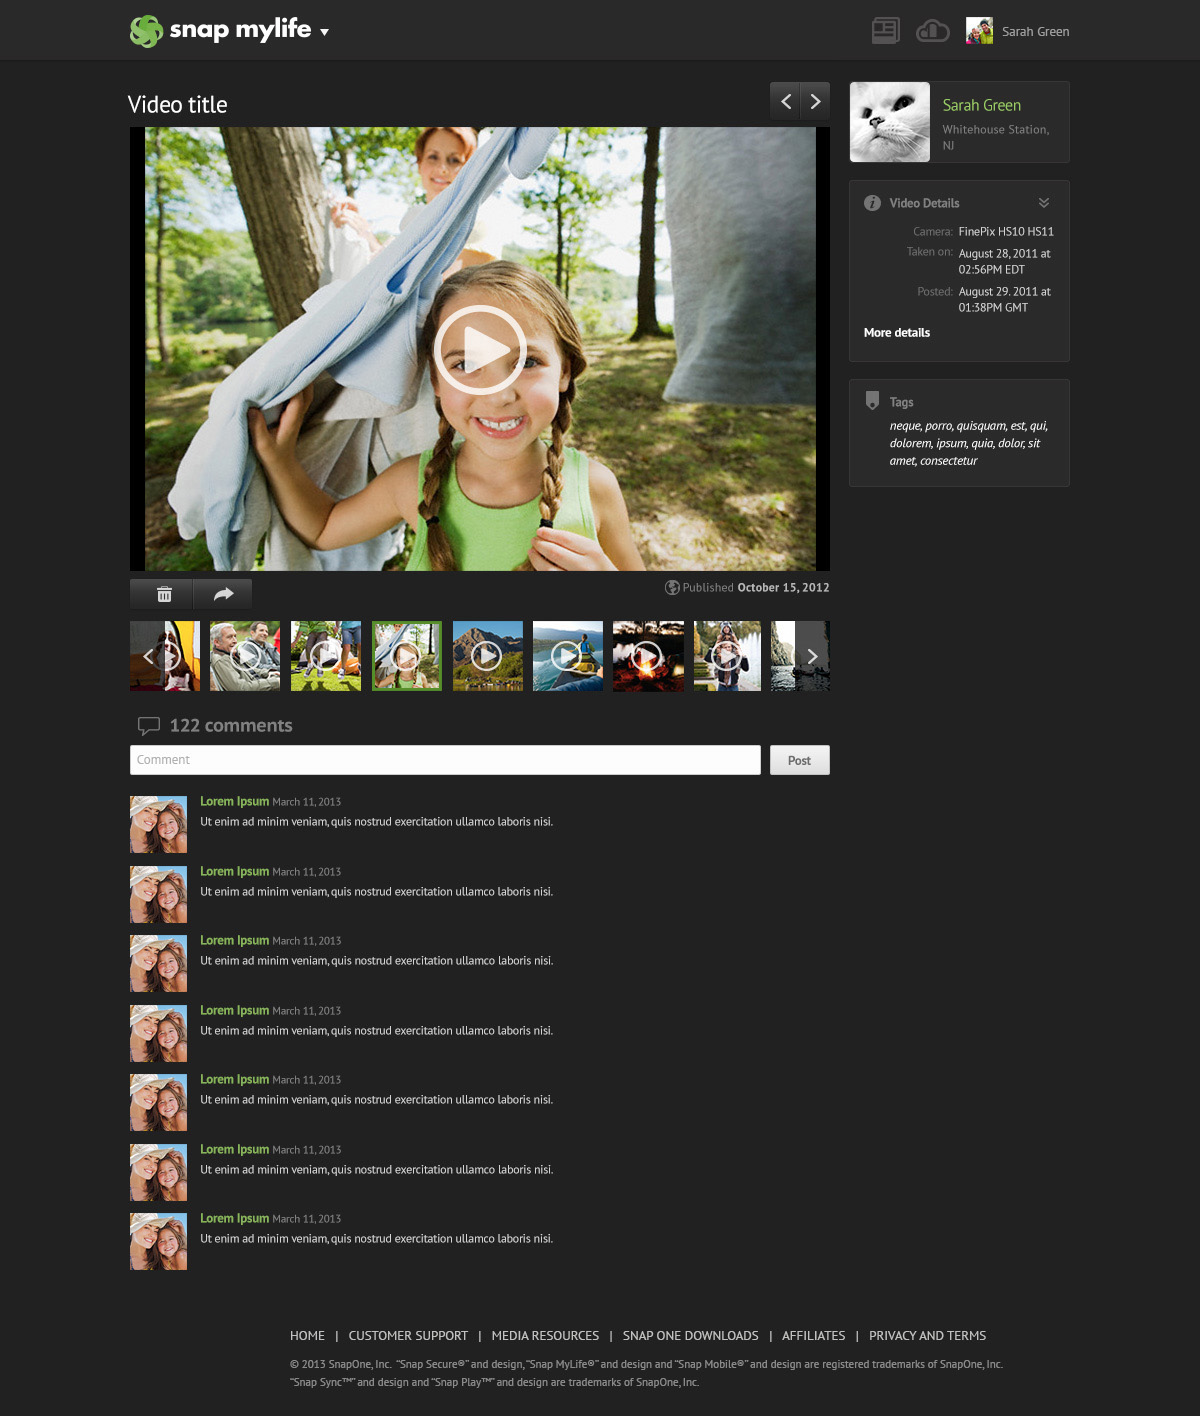 snap mylife
Sarah Green
Video title
Sarah Green
Whitehouse Station,
NJ
Video Details
Camera: FinePix HS10 HS11
Taken on: August 28, 2011 at
02:56PM EDT
Posted: August 29. 2011 at
01:38PM GMT
More details
Tags
neque, porro, quisquam, est, qui,
dolorem, ipsum, quia, dolor, sit
amet, consectetur
Published October 15, 2012
122 comments
Comment
Post
Lorem Ipsum March 11, 2013
Ut enim ad minim veniam, quis nostrud exercitation ullamco laboris nisi.
Lorem Ipsum March 11, 2013
Ut enim ad minim veniam, quis nostrud exercitation ullamco laboris nisi.
Lorem Ipsum March 11, 2013
Ut enim ad minim veniam, quis nostrud exercitation ullamco laboris nisi.
Lorem Ipsum March 11, 2013
Ut enim ad minim veniam, quis nostrud exercitation ullamco laboris nisi.
Lorem Ipsum March 11, 2013
Ut enim ad minim veniam, quis nostrud exercitation ullamco laboris nisi.
Lorem Ipsum March 11, 2013
Ut enim ad minim veniam, quis nostrud exercitation ullamco laboris nisi.
Lorem Ipsum March 11, 2013
Ut enim ad minim veniam, quis nostrud exercitation ullamco laboris nisi.
HOME | CUSTOMER SUPPORT | MEDIA RESOURCES | SNAP ONE DOWNLOADS | AFFILIATES | PRIVACY AND TERMS
© 2013 SnapOne, Inc. "Snap Secure®" and design, "Snap MyLife®" and design and "Snap Mobile®" and design are registered trademarks of SnapOne, Inc.
"Snap Sync™" and design and "Snap Play™" and design are trademarks of SnapOne, Inc.